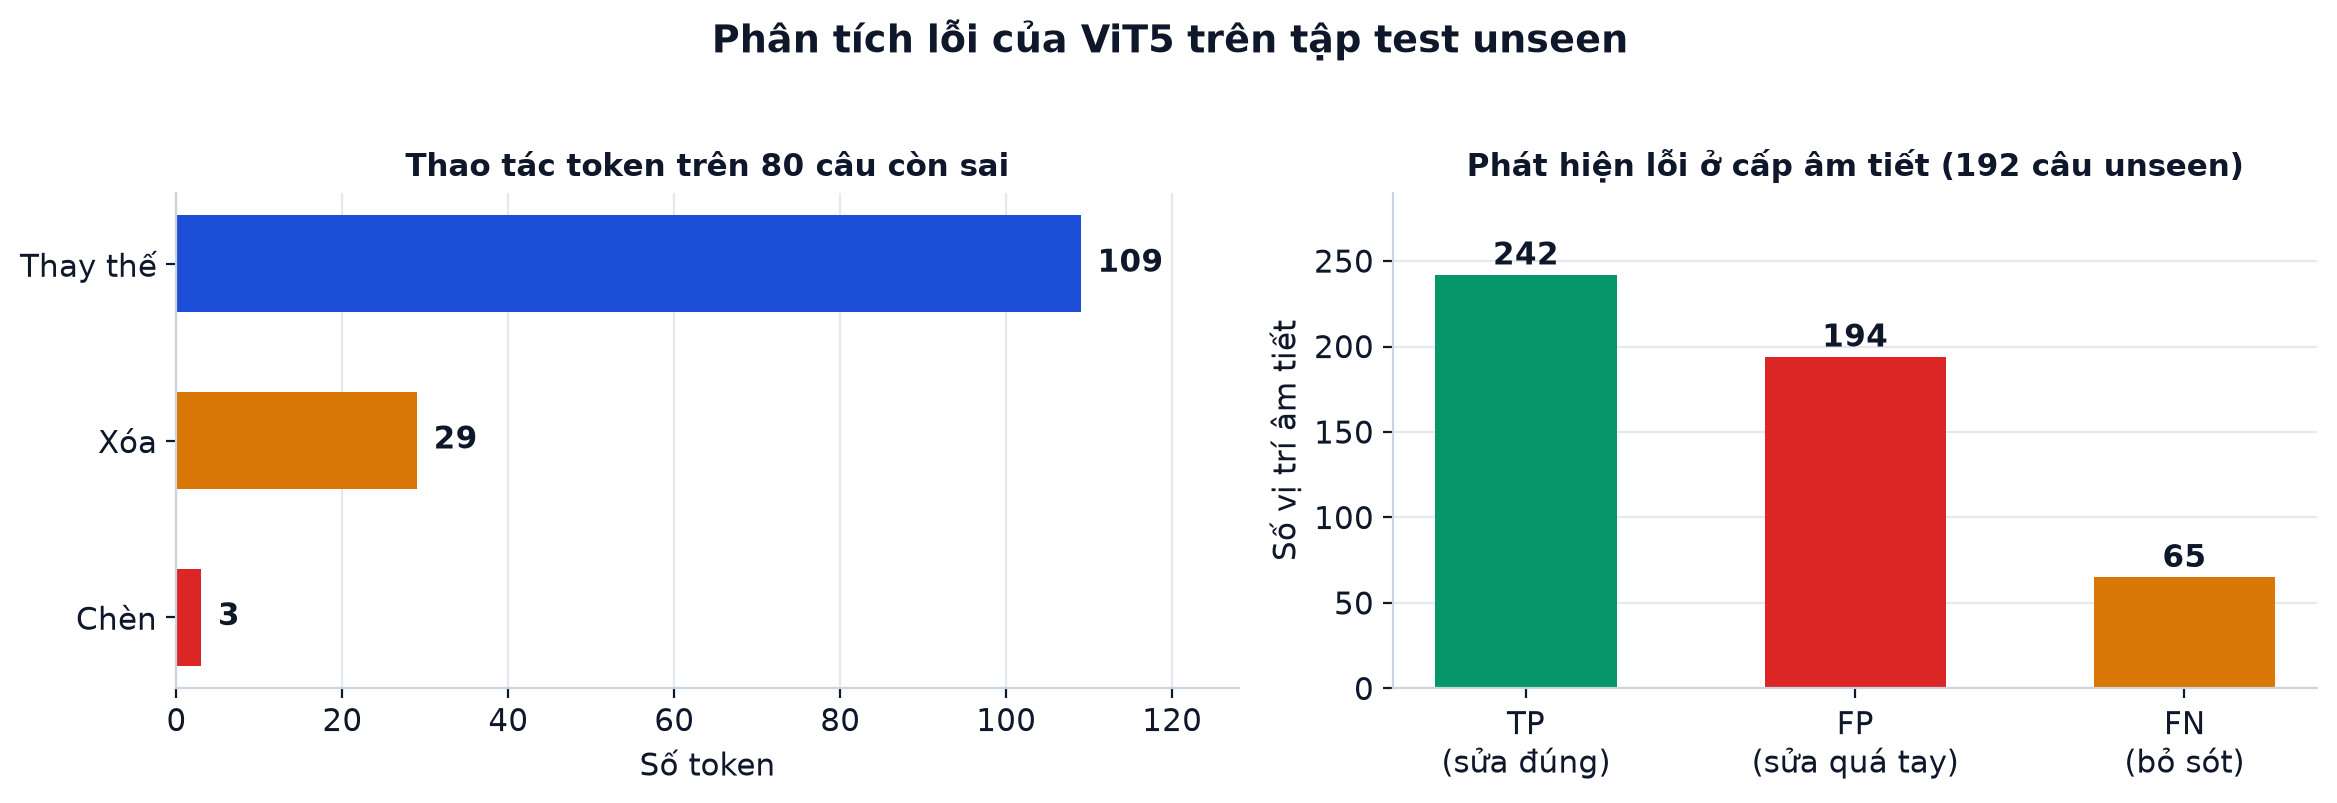 Phân tích lỗi của ViT5 trên tập test unseen
Thao tác token trên 80 câu còn sai
Thay thế
109
Xóa
29
Chèn
3
0 20 40 60 80 100 120
Số token
Phát hiện lỗi ở cấp âm tiết (192 câu unseen)
Số vị trí âm tiết
250
200
150
100
50
0
242
194
65
TP FP FN
(sửa đúng) (sửa quá tay) (bỏ sót)